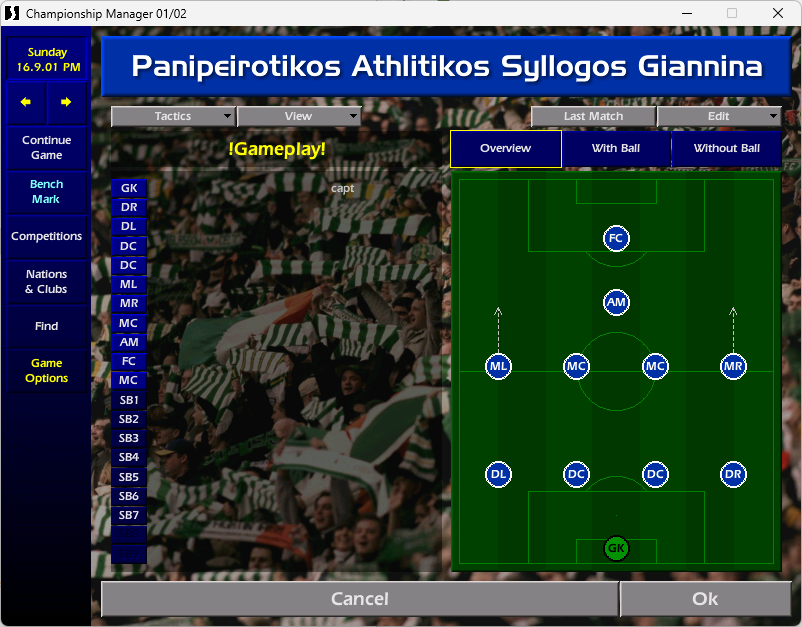 Championship Manager 01/02
Sunday
16.9.01 PM
Continue
Game
Bench
Mark
Competitions
Nations
& Clubs
Find
Game
Options
Panipeirotikos Athlitikos Syllogos Giannina
Tactics
View
Last Match
Edit
!Gameplay!
Overview
With Ball
Without Ball
GK
capt
DR
DL
DC
DC
ML
MR
MC
AM
FC
MC
SB1
SB2
SB3
SB4
SB5
SB6
SB7
FC
AM
ML
MC
MC
MR
DL
DC
DC
DR
GK
Cancel
Ok